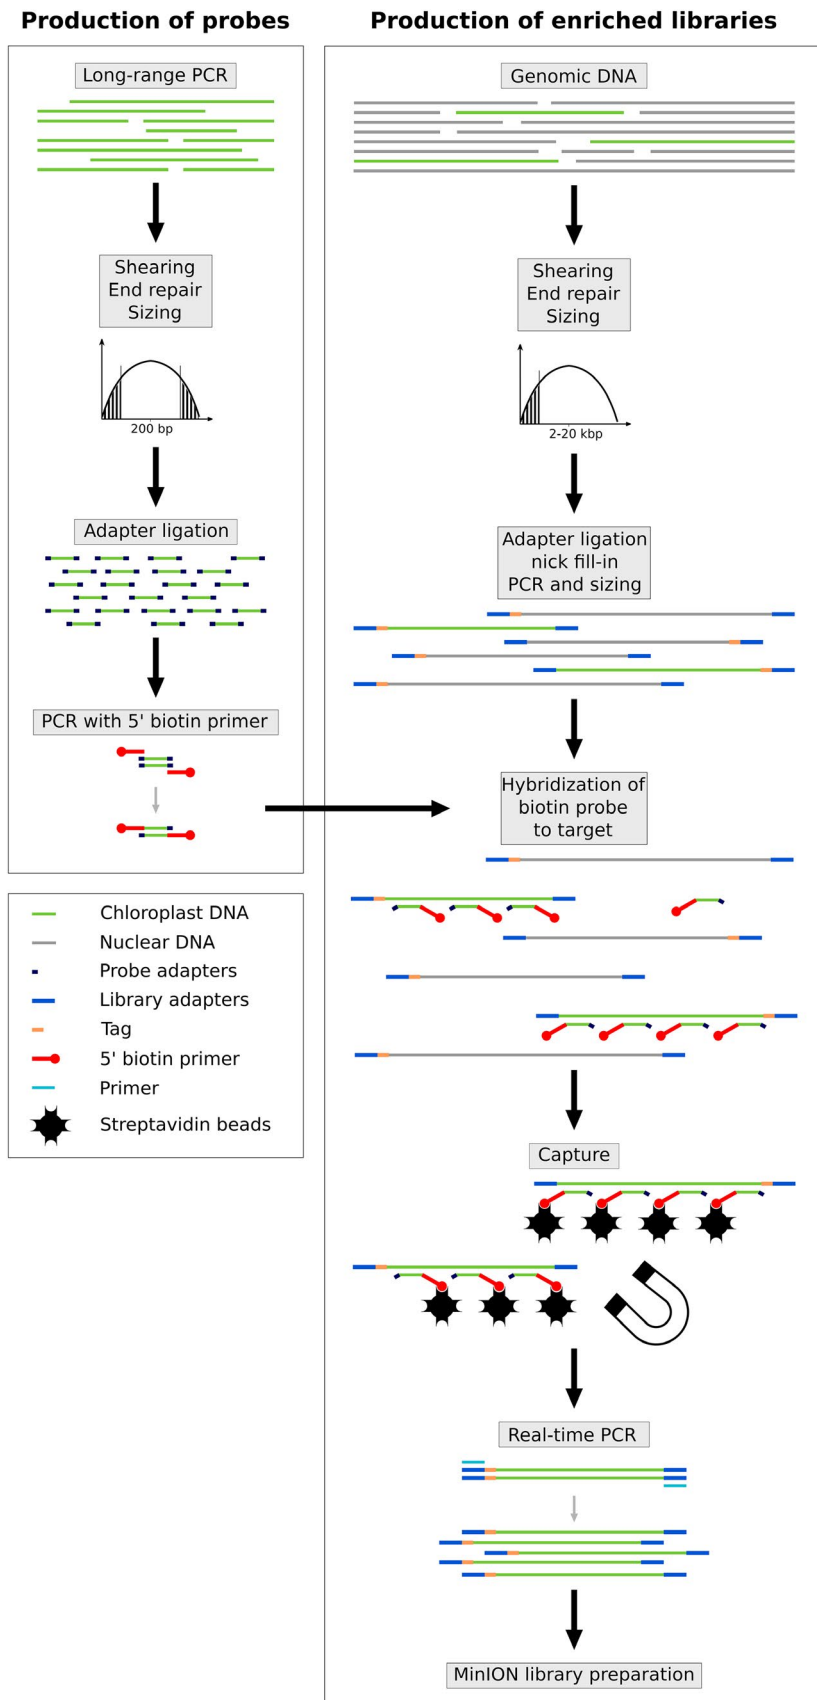 Production of probes
Long-range PCR
Shearing
End repair
Sizing
200 bp
Adapter ligation
PCR with 5' biotin primer
Chloroplast DNA
Nuclear DNA
Probe adapters
Library adapters
Tag
5' biotin primer
Primer
Streptavidin beads
Production of enriched libraries
Genomic DNA
Shearing
End repair
Sizing
2-20 kbp
Adapter ligation
nick fill-in
PCR and sizing
Hybridization of
biotin probe
to target
Capture
Real-time PCR
MinION library preparation